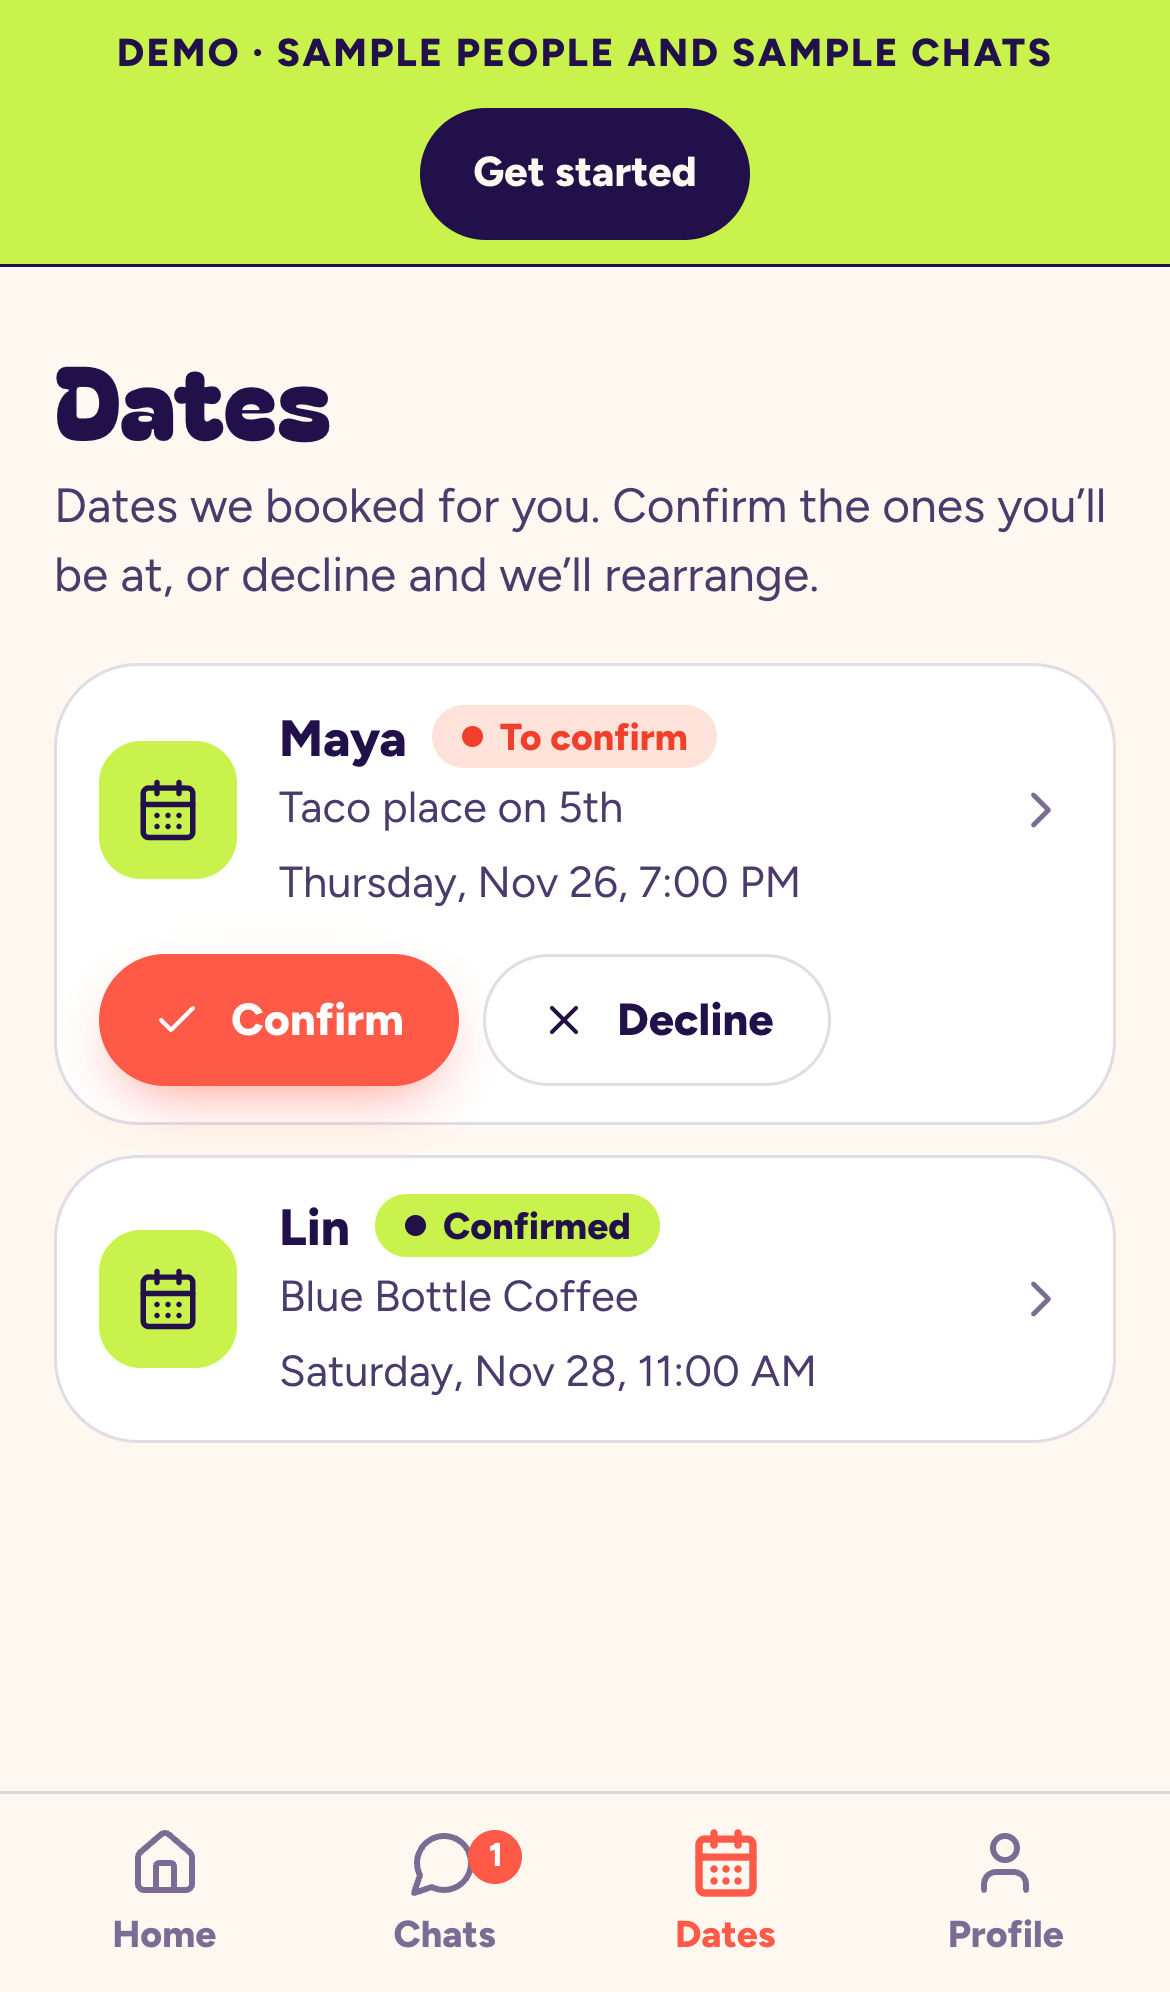 DEMO · SAMPLE PEOPLE AND SAMPLE CHATS
Get started
Dates
Dates we booked for you. Confirm the ones you’ll
be at, or decline and we’ll rearrange.
Maya
To confirm
Taco place on 5th
Thursday, Nov 26, 7:00 PM
Confirm
Decline
Lin
Confirmed
Blue Bottle Coffee
Saturday, Nov 28, 11:00 AM
1
Home
Chats
Dates
Profile